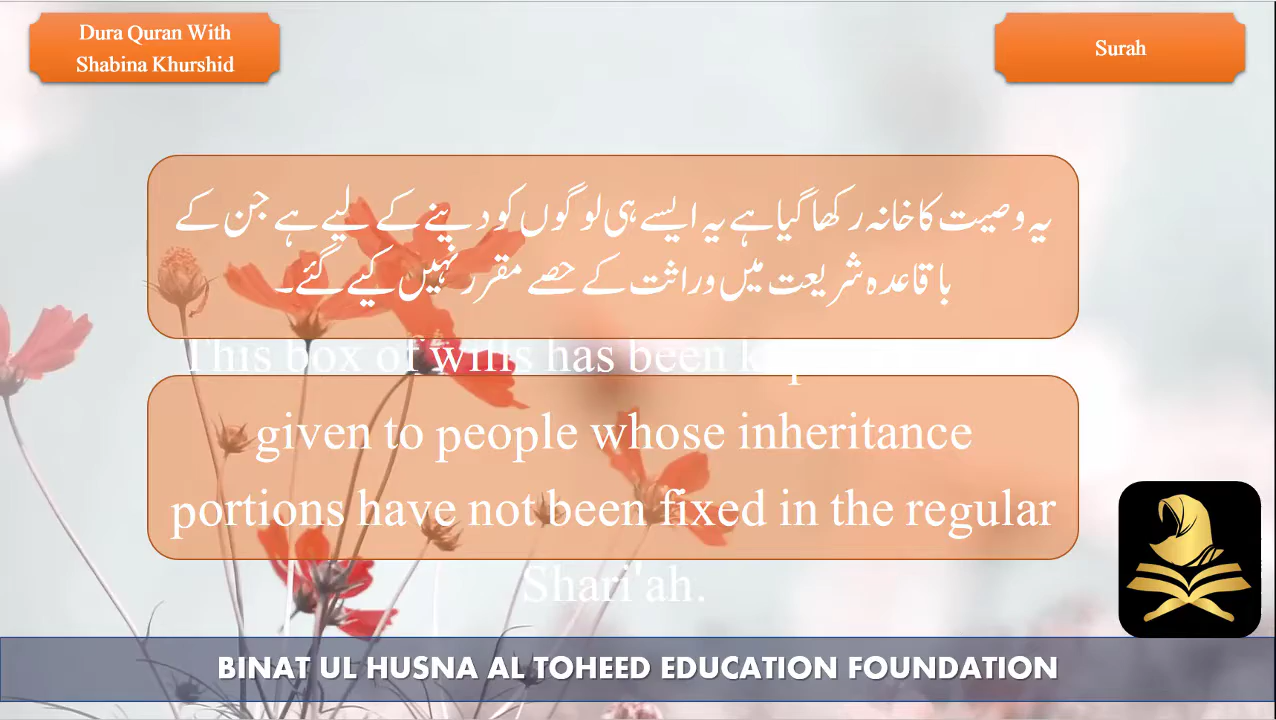 Dura Quran With
Shabina Khurshid
Surah
یہ وصیت کا خانہ رکھا گیا ہے یہ ایسے ہی لوگوں کو دینے کے لیے ہے جن کے
باقاعدہ شریعت میں وراثت کے حصے مقرر نہیں کیے گئے۔
This box of wills has been
given to people whose inheritance
portions have not been fixed in the regular
Shari'ah.
BINAT UL HUSNA AL TOHEED EDUCATION FOUNDATION